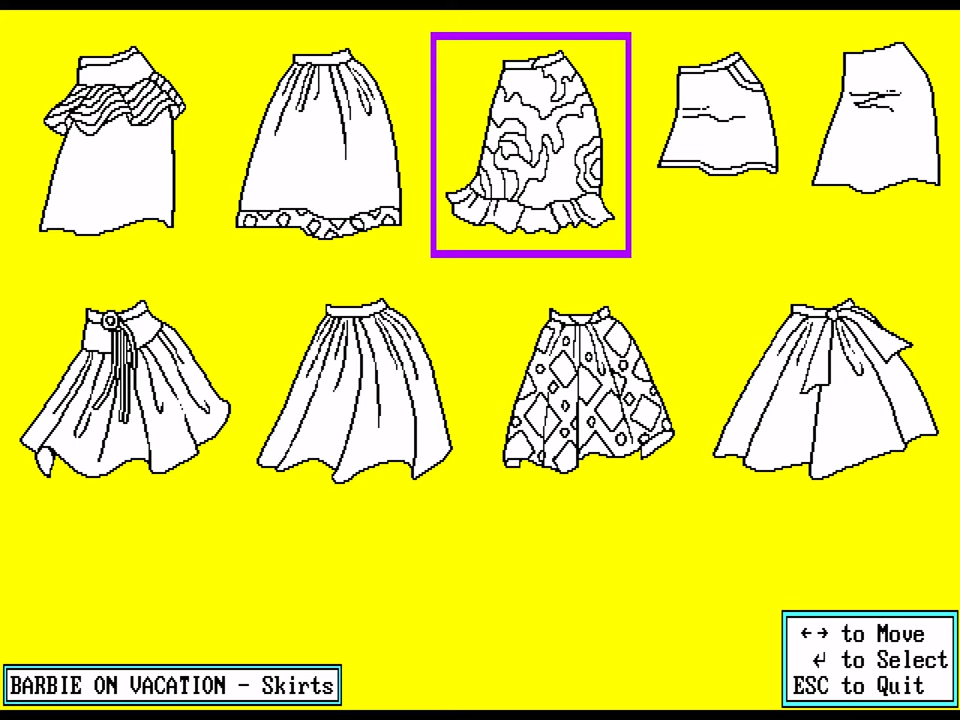 ←→ to Move
↵ to Select
ESC to Quit
BARBIE ON VACATION - Skirts